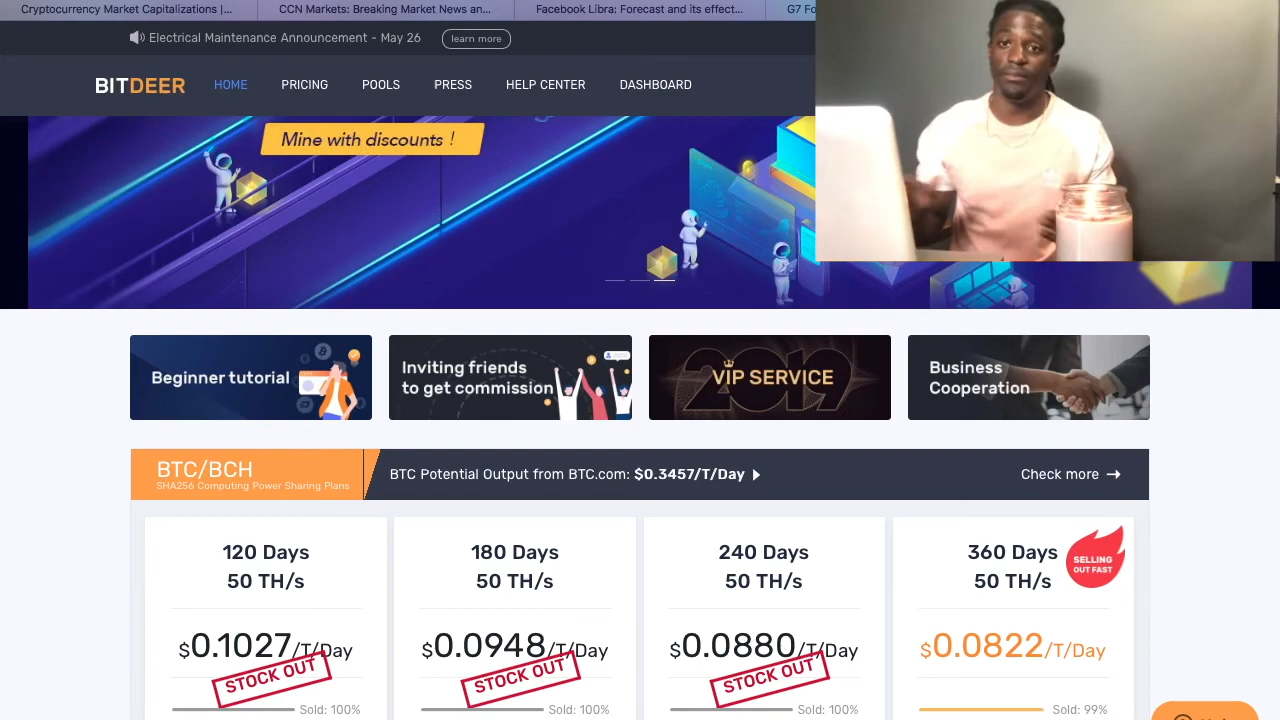 Cryptocurrency Market Capitalizations |...
CCN Markets: Breaking Market News an...
Facebook Libra: Forecast and its effect...
G7 Fo
Electrical Maintenance Announcement - May 26
learn more
BITDEER
HOME
PRICING
POOLS
PRESS
HELP CENTER
DASHBOARD
Mine with discounts !
Beginner tutorial
Inviting friends
to get commission
2019
VIP SERVICE
Business
Cooperation
BTC/BCH
SHA256 Computing Power Sharing Plans
BTC Potential Output from BTC.com: $0.3457/T/Day
Check more →
120 Days
50 TH/s
$0.1027/T/Day
STOCK OUT
Sold: 100%
180 Days
50 TH/s
$0.0948/T/Day
STOCK OUT
Sold: 100%
240 Days
50 TH/s
$0.0880/T/Day
STOCK OUT
Sold: 100%
360 Days
50 TH/s
SELLING
OUT FAST
$0.0822/T/Day
Sold: 99%